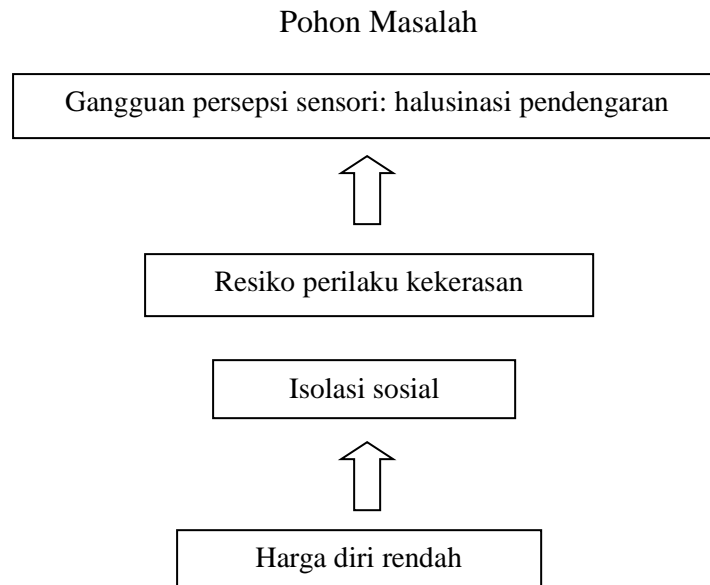 Pohon Masalah
Gangguan persepsi sensori: halusinasi pendengaran
Resiko perilaku kekerasan
Isolasi sosial
Harga diri rendah